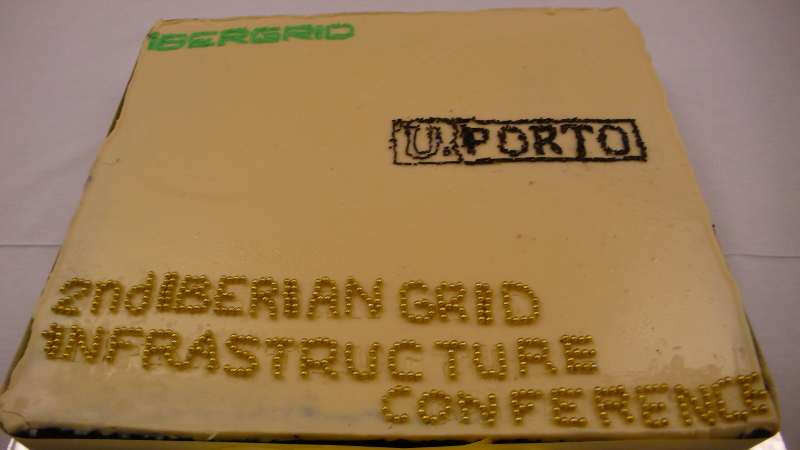 IBERGRID
U.PORTO
2nd IBERIAN GRID
INFRASTRUCTURE
CONFERENCE